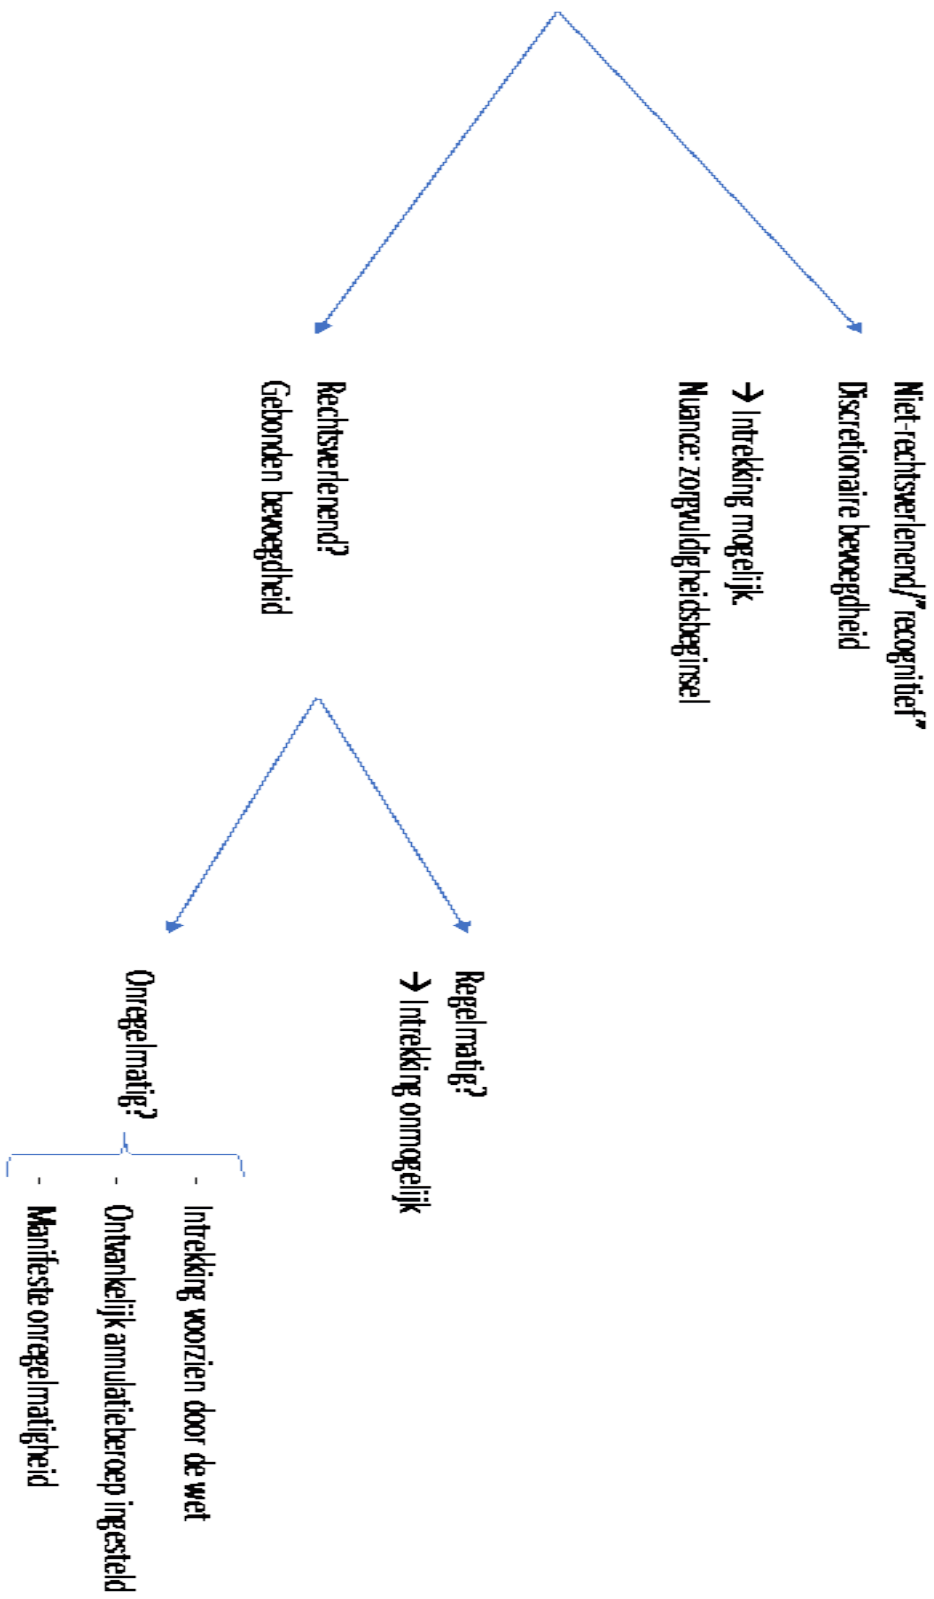 Niet-rechtsverlenend/"recognitief"
Discretionaire bevoegdheid
→ Intrekking mogelijk.
Nuance: zorgvuldigheidsbeginsel
Rechtsverlenend?
Gebonden bevoegdheid
Regelmatig?
→ Intrekking onmogelijk
Onregelmatig?
- Intrekking voorzien door de wet
- Ontvankelijk annulatieberoep ingesteld
- Manifeste onregelmatigheid